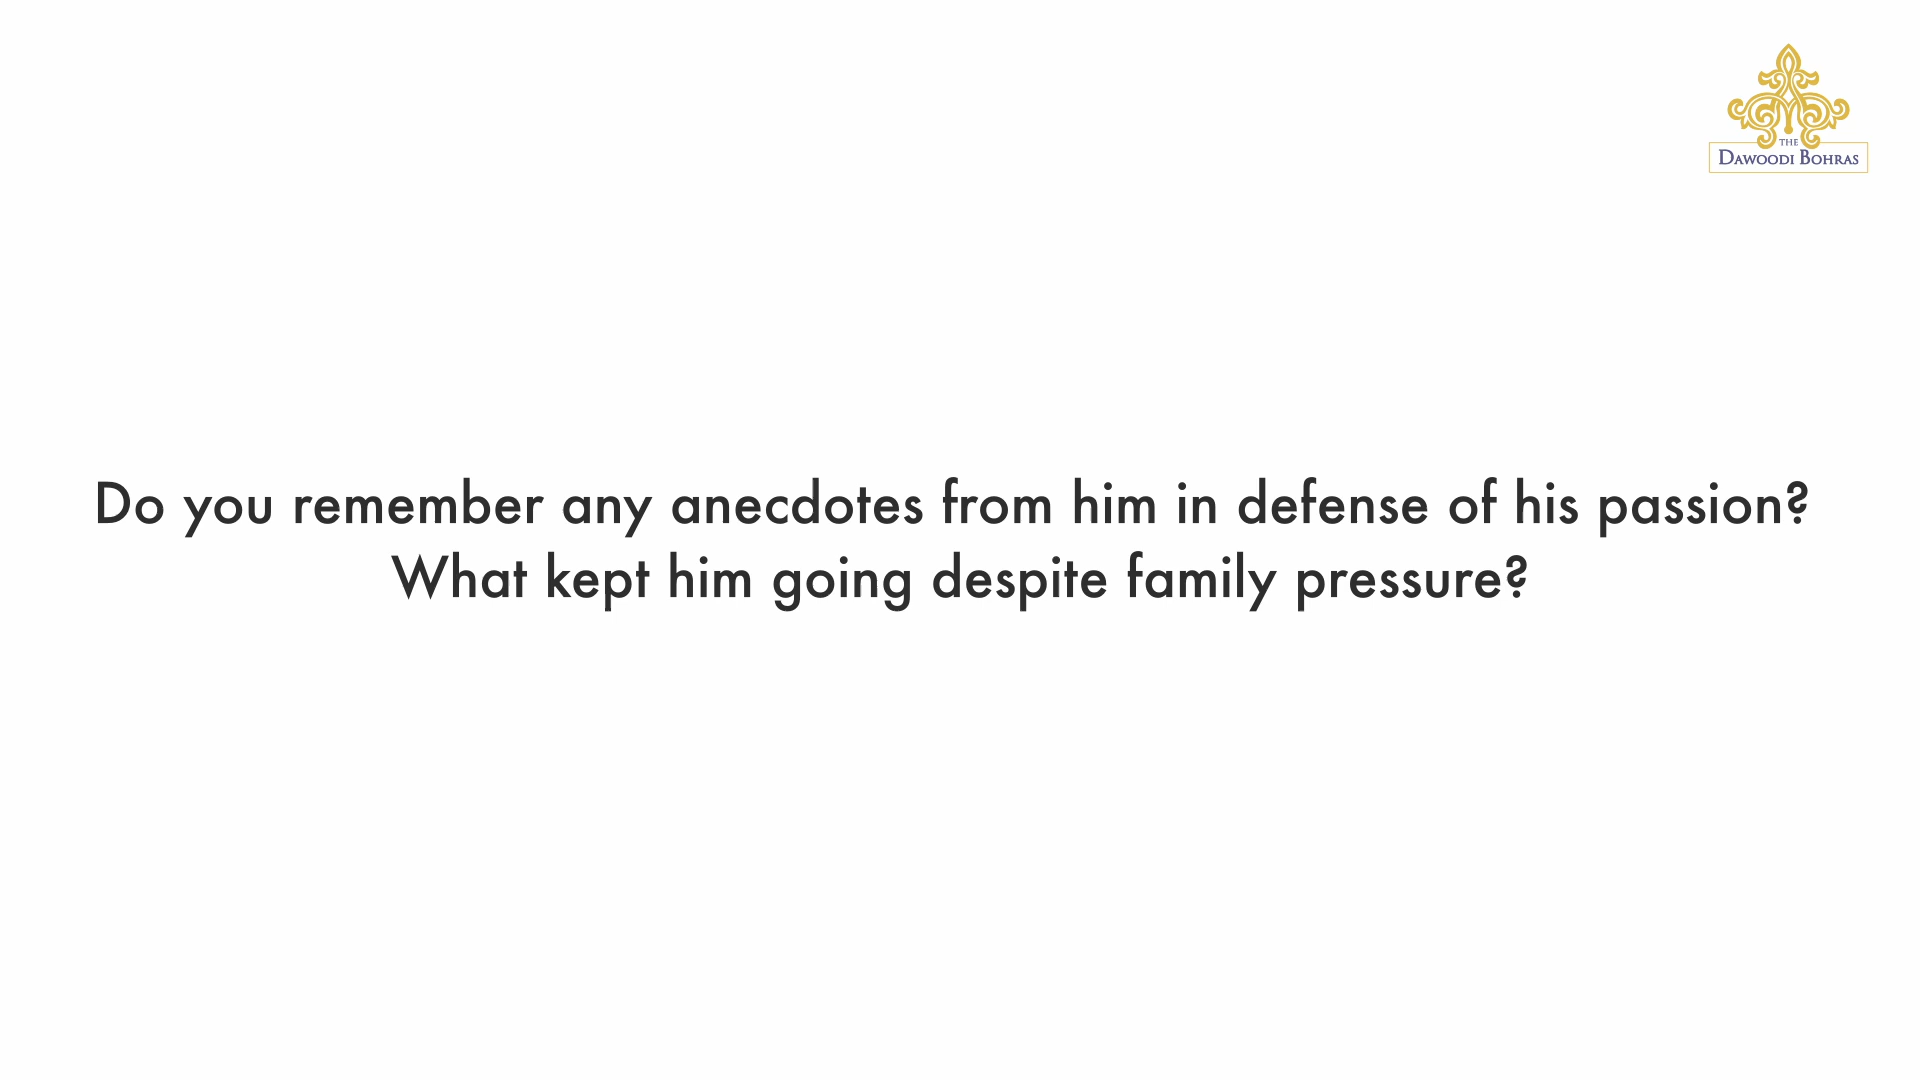 THE
DAWOODI BOHRAS
Do you remember any anecdotes from him in defense of his passion?
What kept him going despite family pressure?